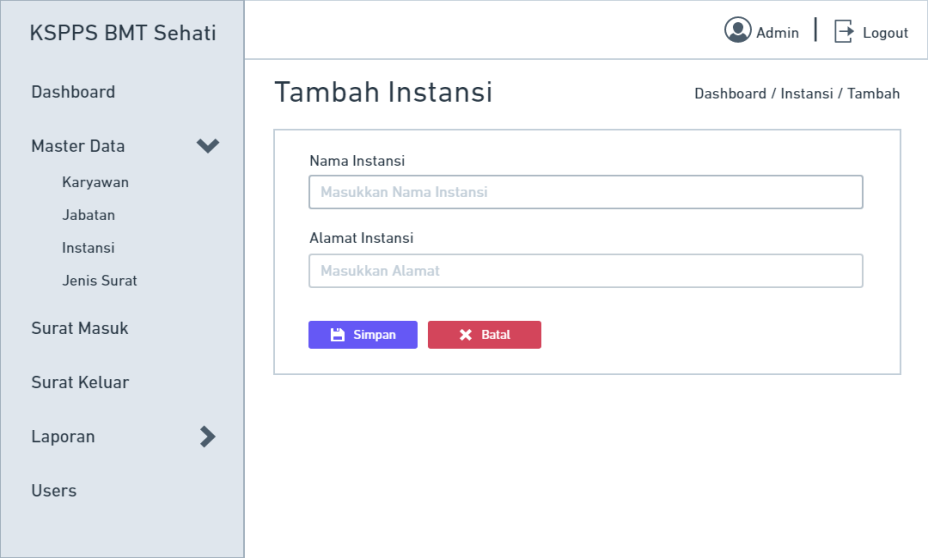 KSPPS BMT Sehati
Admin | Logout
Dashboard
Tambah Instansi
Dashboard / Instansi / Tambah
Master Data
Karyawan
Jabatan
Instansi
Jenis Surat
Surat Masuk
Surat Keluar
Laporan
Users
Nama Instansi
Masukkan Nama Instansi
Alamat Instansi
Masukkan Alamat
Simpan
Batal